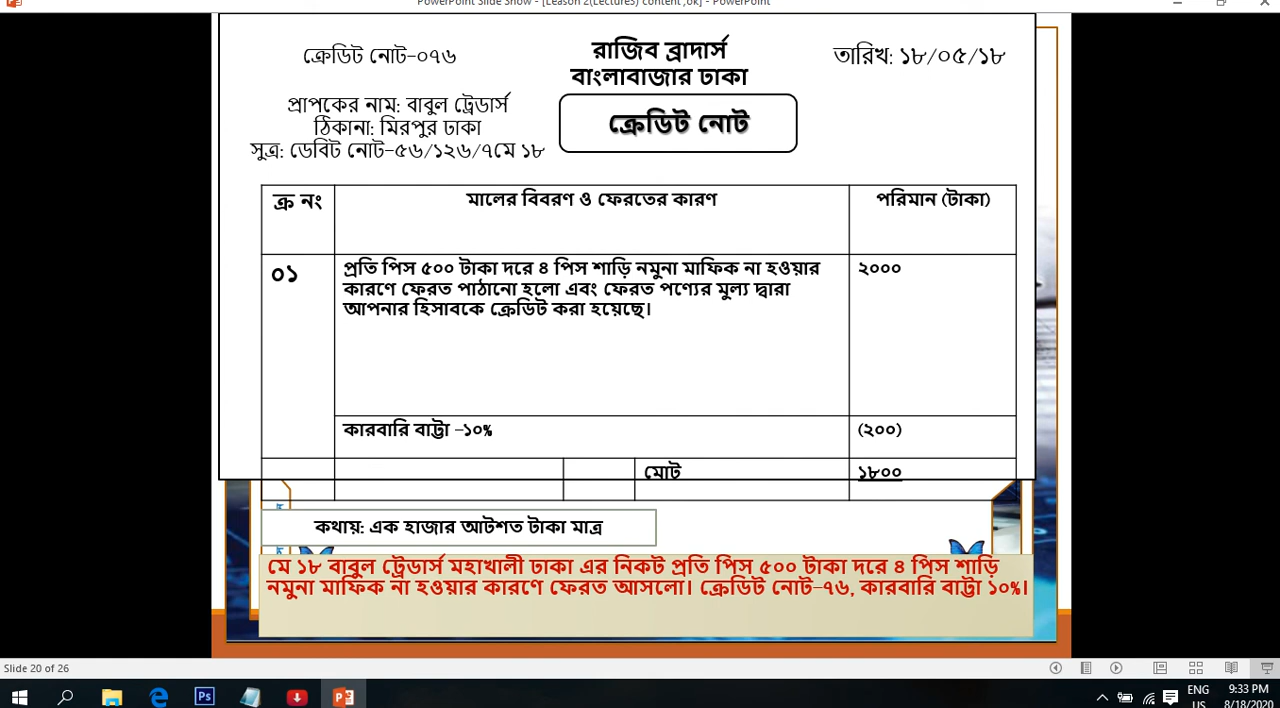 PowerPoint Slide Show - [Leason 2(Lecture3) content ,ok] - PowerPoint
ক্রেডিট নোট-০৭৬
রাজিব ব্রাদার্স
তারিখ: ১৮/০৫/১৮
বাংলাবাজার ঢাকা
প্রাপকের নাম: বাবুল ট্রেডার্স
ঠিকানা: মিরপুর ঢাকা
সুত্র: ডেবিট নোট-৫৬/১২৬/৭মে ১৮
ক্রেডিট নোট
ক্র নং
মালের বিবরণ ও ফেরতের কারণ
পরিমান (টাকা)
০১
প্রতি পিস ৫০০ টাকা দরে ৪ পিস শাড়ি নমুনা মাফিক না হওয়ার
কারণে ফেরত পাঠানো হলো এবং ফেরত পণ্যের মুল্য দ্বারা
আপনার হিসাবকে ক্রেডিট করা হয়েছে।
২০০০
কারবারি বাট্টা -১০%
(২০০)
মোট
১৮০০
কথায়: এক হাজার আটশত টাকা মাত্র
মে ১৮ বাবুল ট্রেডার্স মহাখালী ঢাকা এর নিকট প্রতি পিস ৫০০ টাকা দরে ৪ পিস শাড়ি
নমুনা মাফিক না হওয়ার কারণে ফেরত আসলো। ক্রেডিট নোট-৭৬, কারবারি বাট্টা ১০%।
Slide 20 of 26
Ps
ENG
US
9:33 PM
8/18/2020